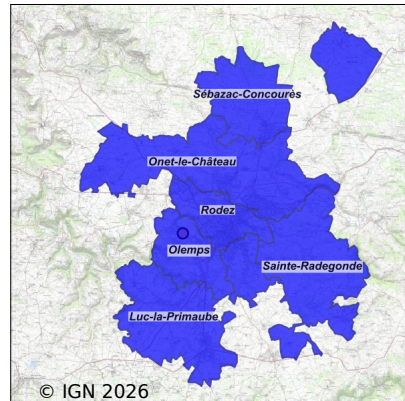 Sébazac-Concourès
Onet-le-Château
Rodez
Olemps
Sainte-Radegonde
Luc-la-Primaube
© IGN 2026